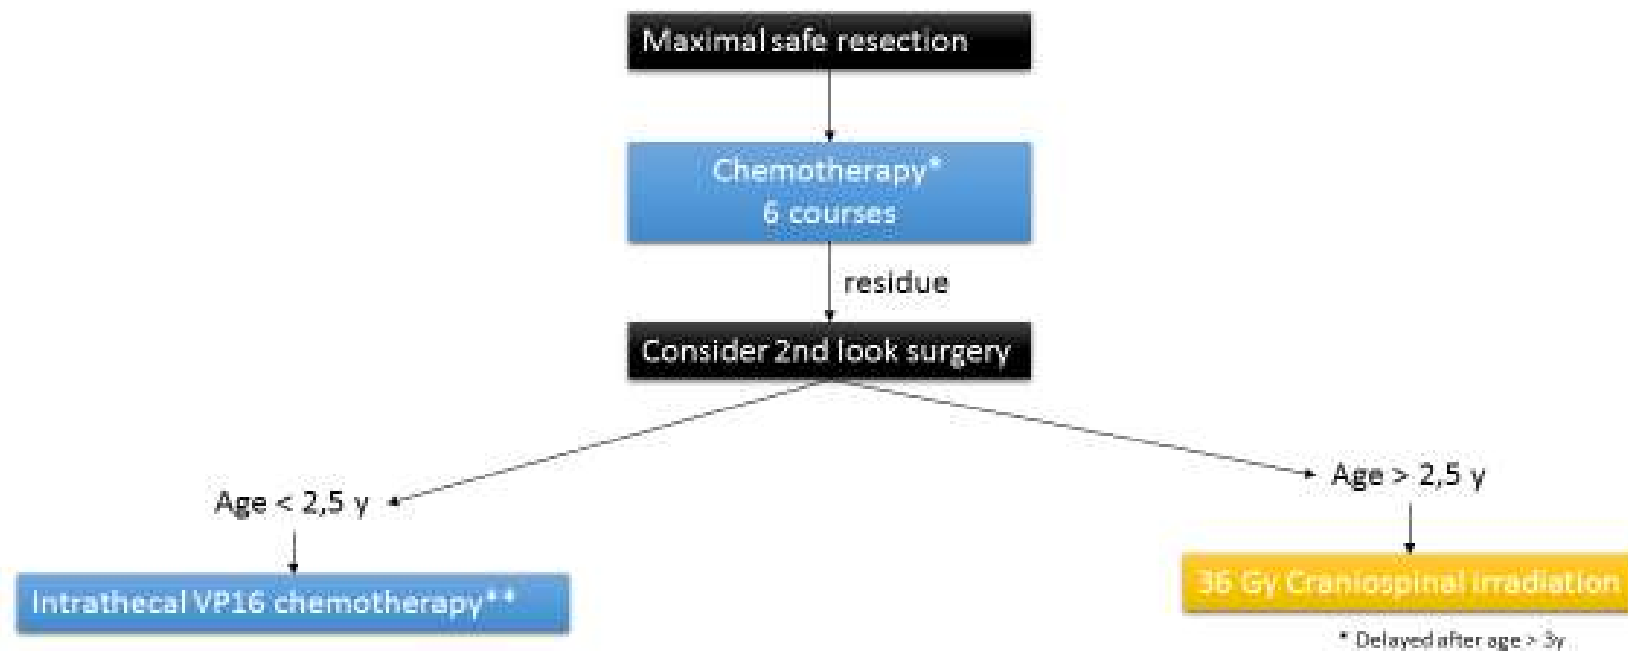 Maximal safe resection
Chemotherapy*
6 courses
residue
Consider 2nd look surgery
Age < 2,5 y
Age > 2,5 y
Intrathecal VP16 chemotherapy**
36 Gy Craniospinal irradiation
* Delayed after age > 3y